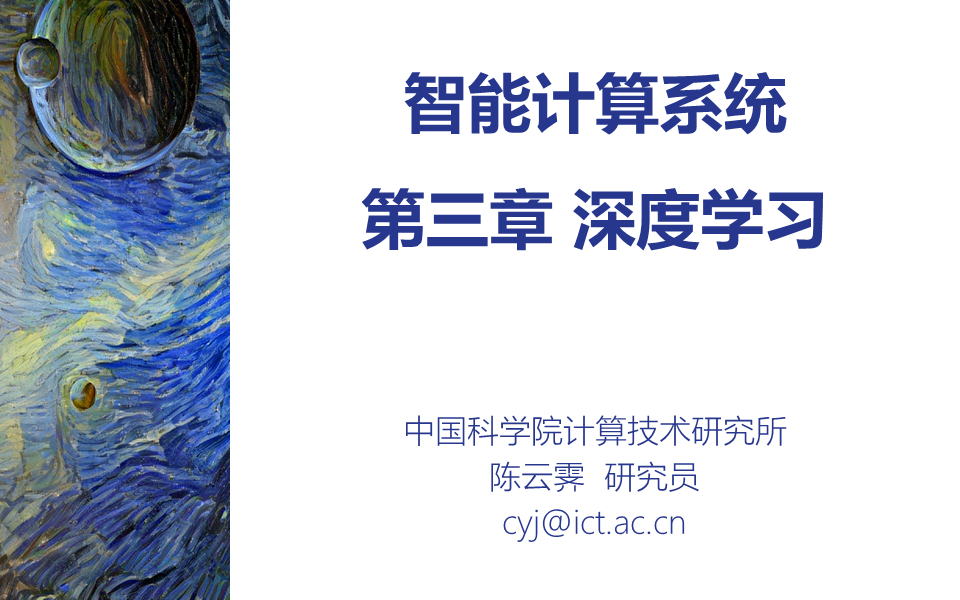 智能计算系统
第三章 深度学习
中国科学院计算技术研究所
陈云霁 研究员
cyj@ict.ac.cn